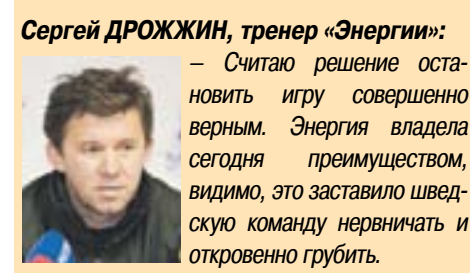 Сергей ДРОЖЖИН, тренер «Энергии»:
– Считаю решение оста-
новить игру совершенно
верным. Энергия владела
сегодня преимуществом,
видимо, это заставило швед-
скую команду нервничать и
откровенно грубить.